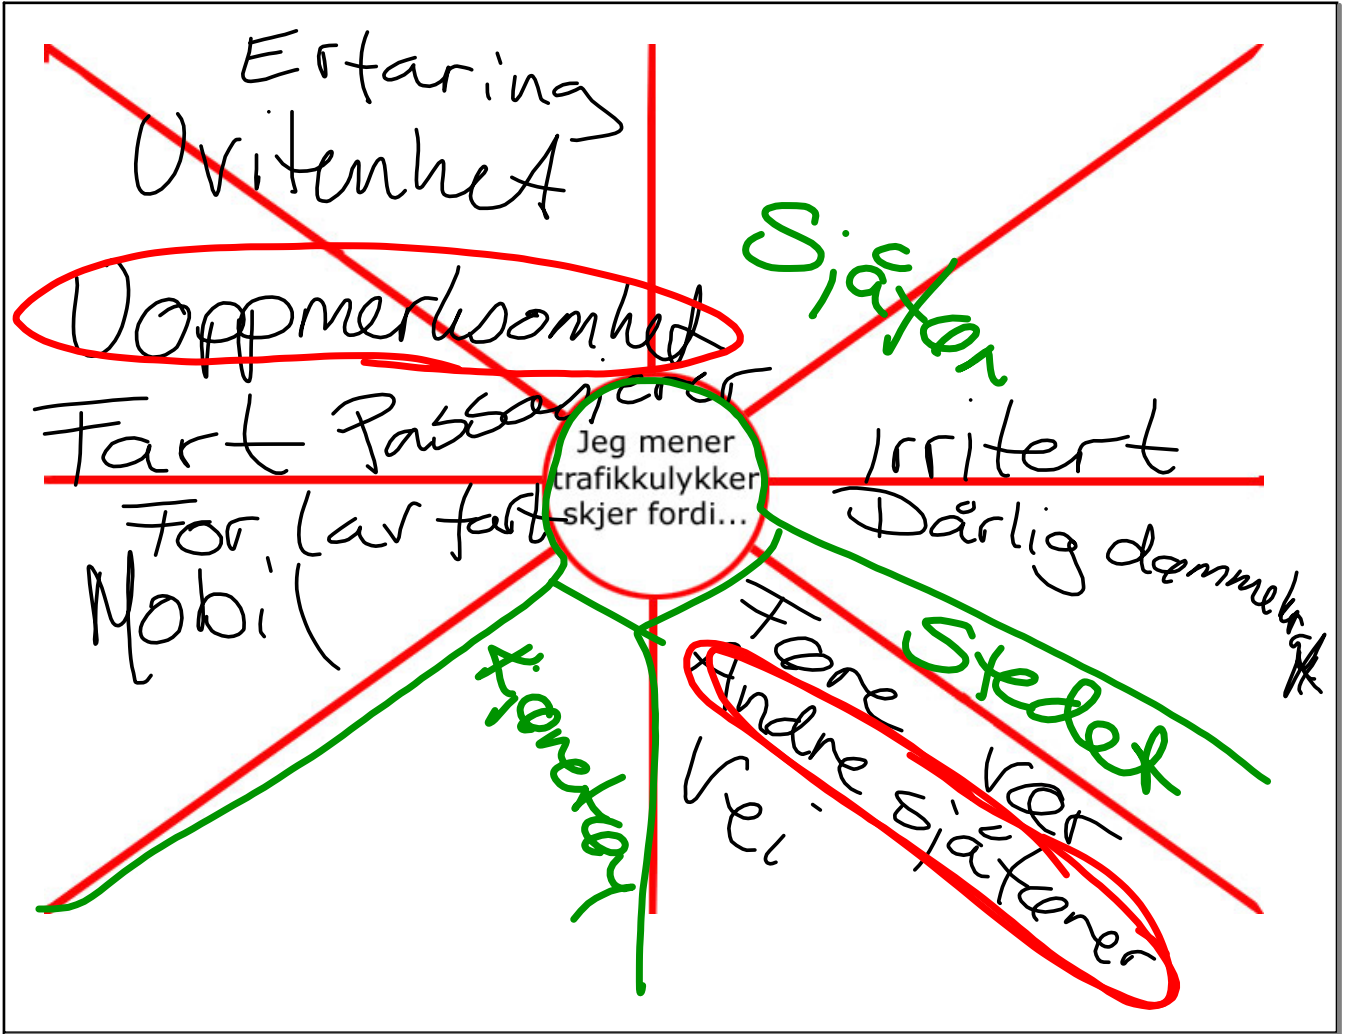 Erfaring
Uvitenhet
Uoppmerksomhet
Sjåfør
Fart Passasjerer
Irritert
Jeg mener
trafikkulykker
skjer fordi...
For lav fart
Dårlig dømmekraft
Mobil
Føre
Stedet
Kjøretøy
Andre sjåfører
Vær
Vei